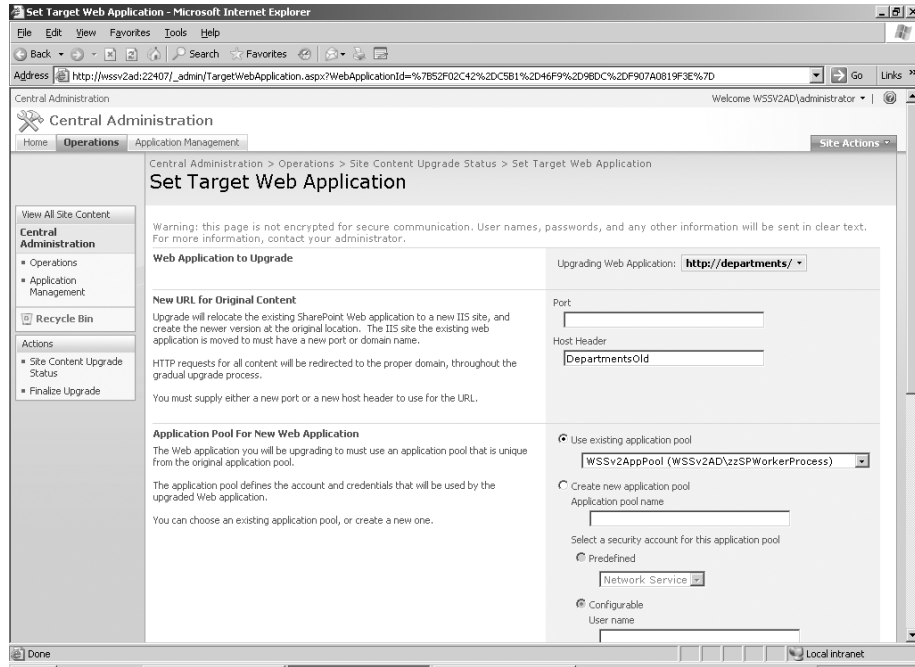 Set Target Web Application - Microsoft Internet Explorer
File Edit View Favorites Tools Help
Back Search Favorites
Address http://wssv2ad:22407/_admin/TargetWebApplication.aspx?WebApplicationId=%7B52F02C42%2DC5B1%2D46F9%2D9BDC%2DF907A0819F3E%7D Go Links »
Central Administration Welcome WSSV2AD\administrator
Central Administration
Home Operations Application Management Site Actions
Central Administration > Operations > Site Content Upgrade Status > Set Target Web Application
Set Target Web Application
View All Site Content
Central Administration
Operations
Application Management
Recycle Bin
Actions
Site Content Upgrade Status
Finalize Upgrade
Warning: this page is not encrypted for secure communication. User names, passwords, and any other information will be sent in clear text.
For more information, contact your administrator.
Web Application to Upgrade
Upgrading Web Application: http://departments/
New URL for Original Content
Upgrade will relocate the existing SharePoint Web application to a new IIS site, and
create the newer version at the original location. The IIS site the existing web
application is moved to must have a new port or domain name.
HTTP requests for all content will be redirected to the proper domain, throughout the
gradual upgrade process.
You must supply either a new port or a new host header to use for the URL.
Port
Host Header
DepartmentsOld
Application Pool For New Web Application
The Web application you will be upgrading to must use an application pool that is unique
from the original application pool.
The application pool defines the account and credentials that will be used by the
upgraded Web application.
You can choose an existing application pool, or create a new one.
Use existing application pool
WSSv2AppPool (WSSv2AD\zzSPWorkerProcess)
Create new application pool
Application pool name
Select a security account for this application pool
Predefined
Network Service
Configurable
User name
Done
Local intranet